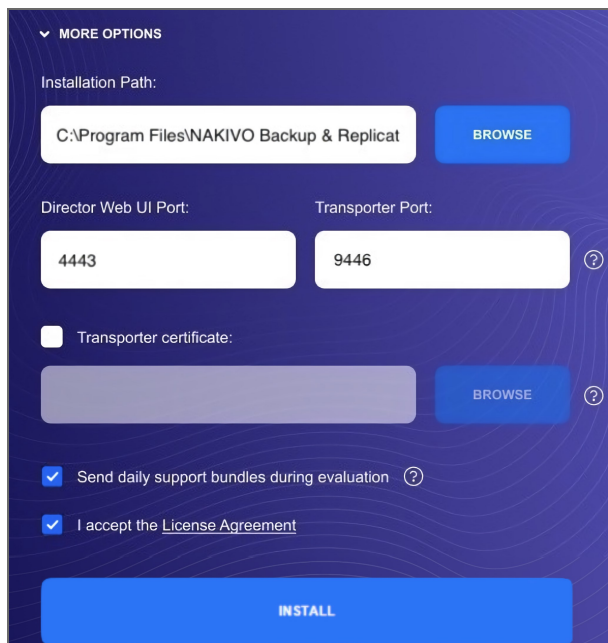 MORE OPTIONS
Installation Path:
C:\Program Files\NAKIVO Backup & Replicat
BROWSE
Director Web UI Port:
Transporter Port:
4443
9446
?
Transporter certificate:
BROWSE
?
Send daily support bundles during evaluation ?
I accept the License Agreement
INSTALL